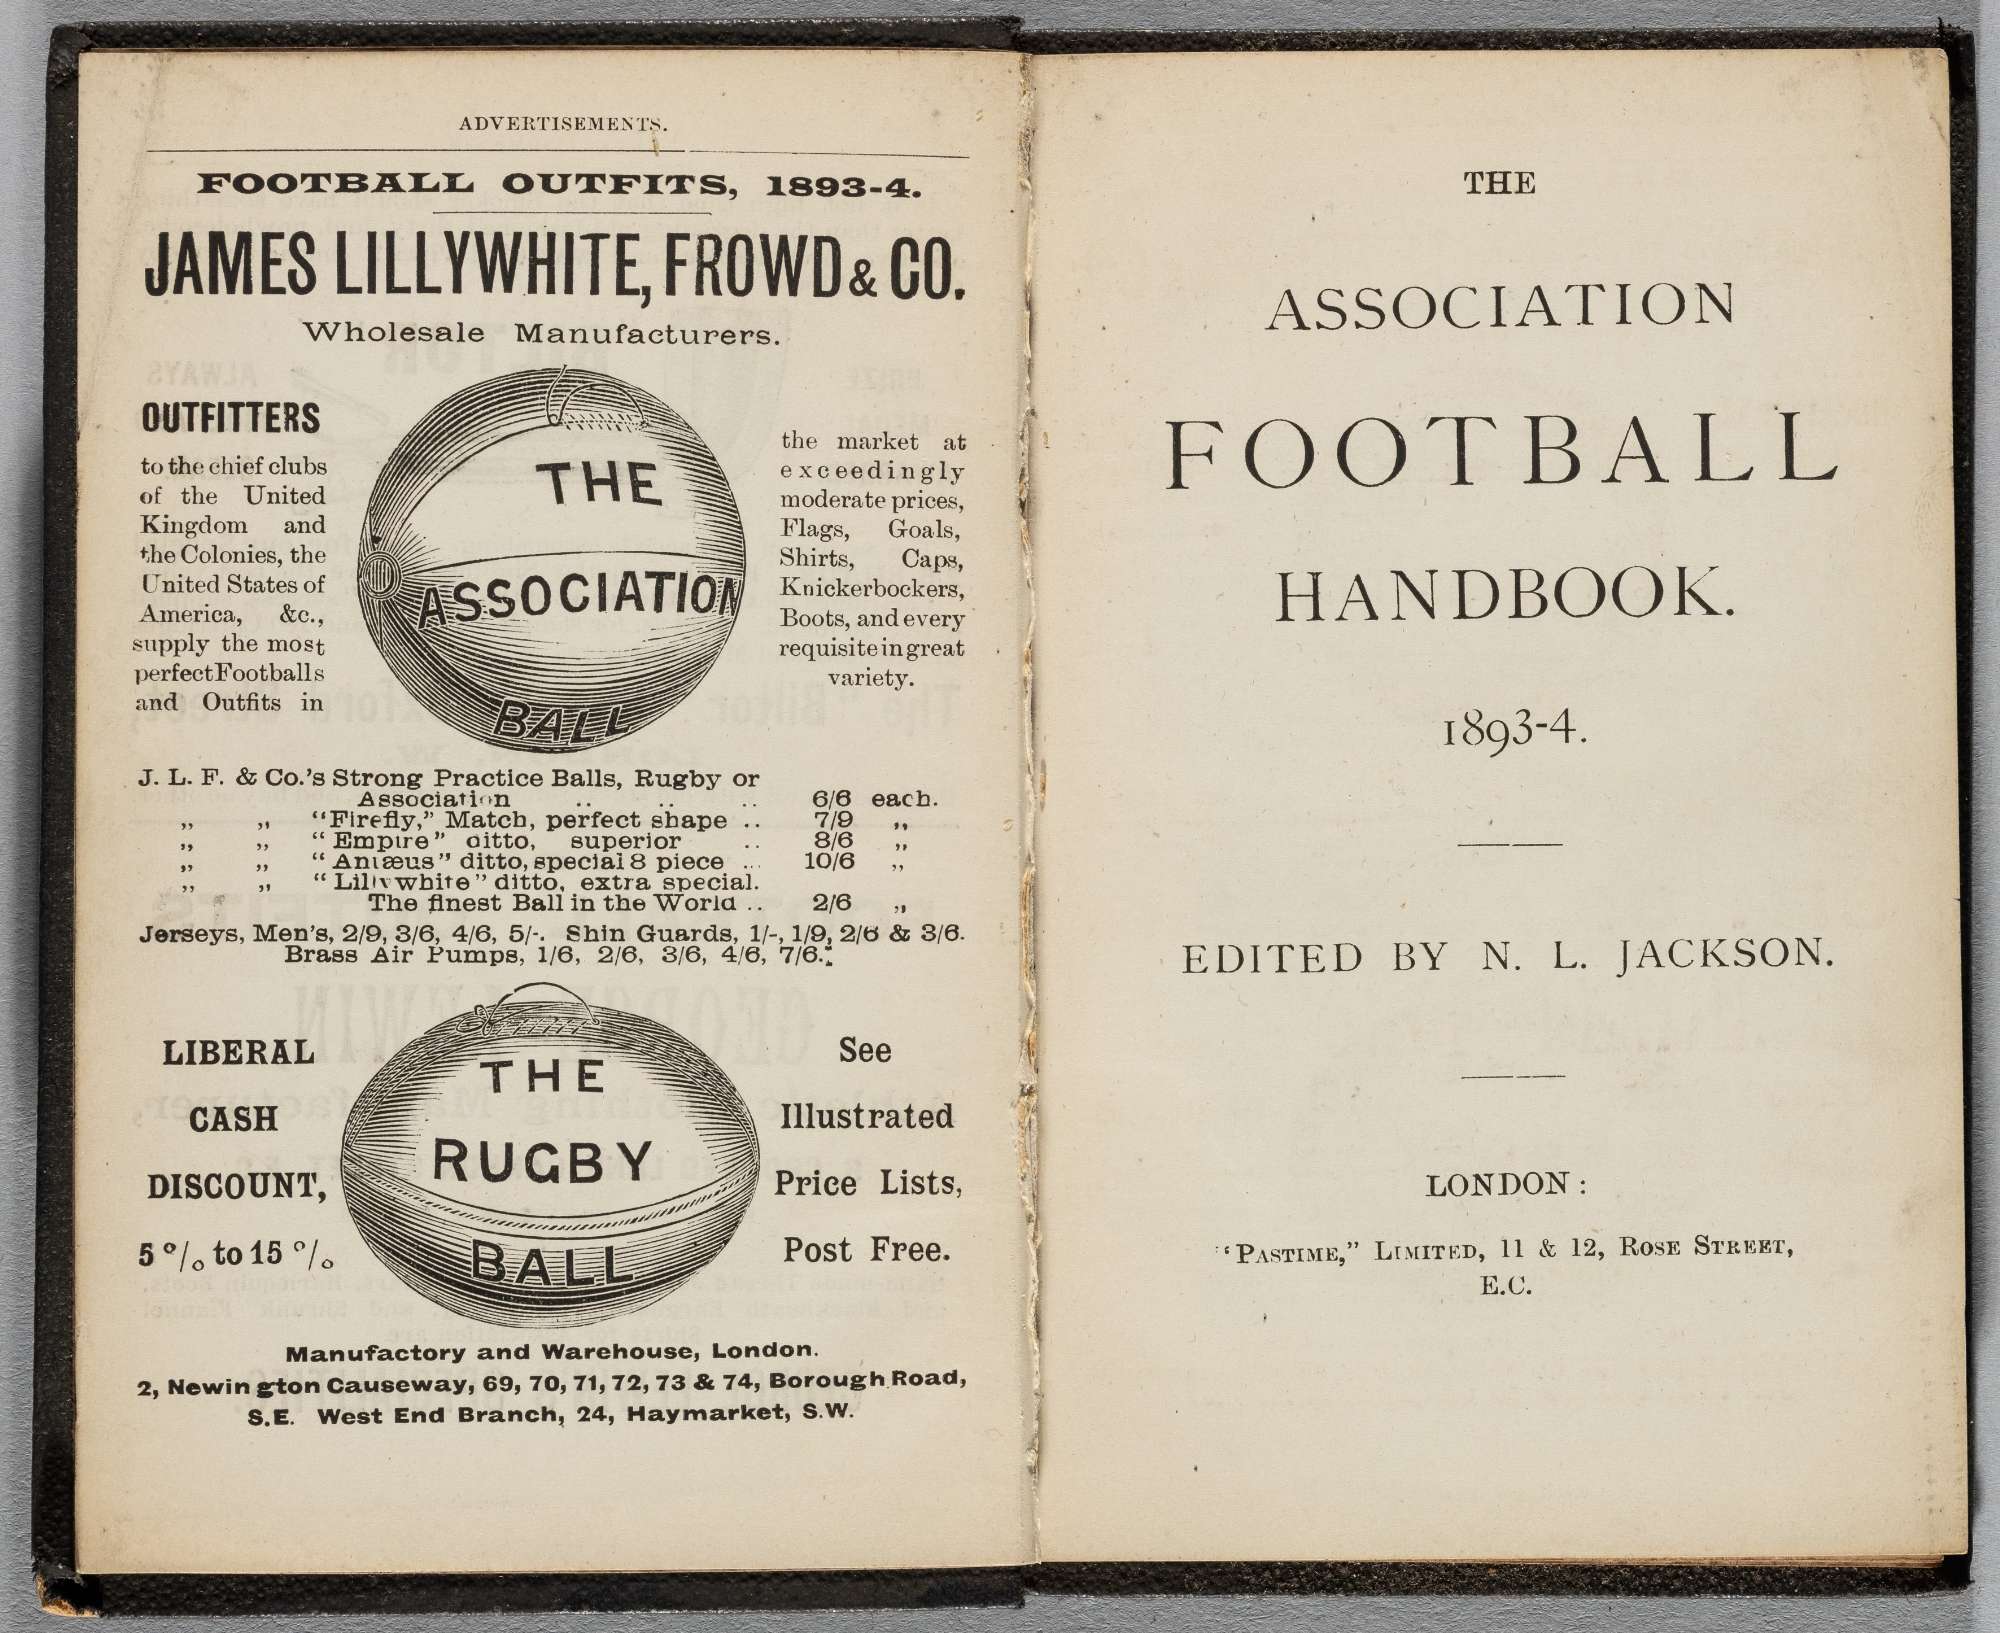 ADVERTISEMENTS.
FOOTBALL OUTFITS, 1893-4.
JAMES LILLYWHITE, FROWD & CO.
Wholesale Manufacturers.
OUTFITTERS
to the chief clubs
of the United
Kingdom and
the Colonies, the
United States of
America, &c.,
supply the most
perfect Footballs
and Outfits in
THE
ASSOCIATION
BALL
the market at
exceedingly
moderate prices,
Flags, Goals,
Shirts, Caps,
Knickerbockers,
Boots, and every
requisite in great
variety.
J. L. F. & Co.'s Strong Practice Balls, Rugby or
Association .. .. .. 6/6 each.
„ „ "Firefly," Match, perfect shape .. 7/9 „
„ „ "Empire" ditto, superior .. 8/6 „
„ „ "Antæus" ditto, special 8 piece .. 10/6 „
„ „ "Lillywhite" ditto, extra special.
The finest Ball in the World .. 2/6 „
Jerseys, Men's, 2/9, 3/6, 4/6, 5/-. Shin Guards, 1/-, 1/9, 2/6 & 3/6.
Brass Air Pumps, 1/6, 2/6, 3/6, 4/6, 7/6.
LIBERAL
CASH
DISCOUNT,
5 % to 15 %
THE
RUGBY
BALL
See
Illustrated
Price Lists,
Post Free.
Manufactory and Warehouse, London.
2, Newington Causeway, 69, 70, 71, 72, 73 & 74, Borough Road,
S.E. West End Branch, 24, Haymarket, S.W.
THE
ASSOCIATION
FOOTBALL
HANDBOOK.
1893-4.
EDITED BY N. L. JACKSON.
LONDON:
"PASTIME," LIMITED, 11 & 12, ROSE STREET,
E.C.